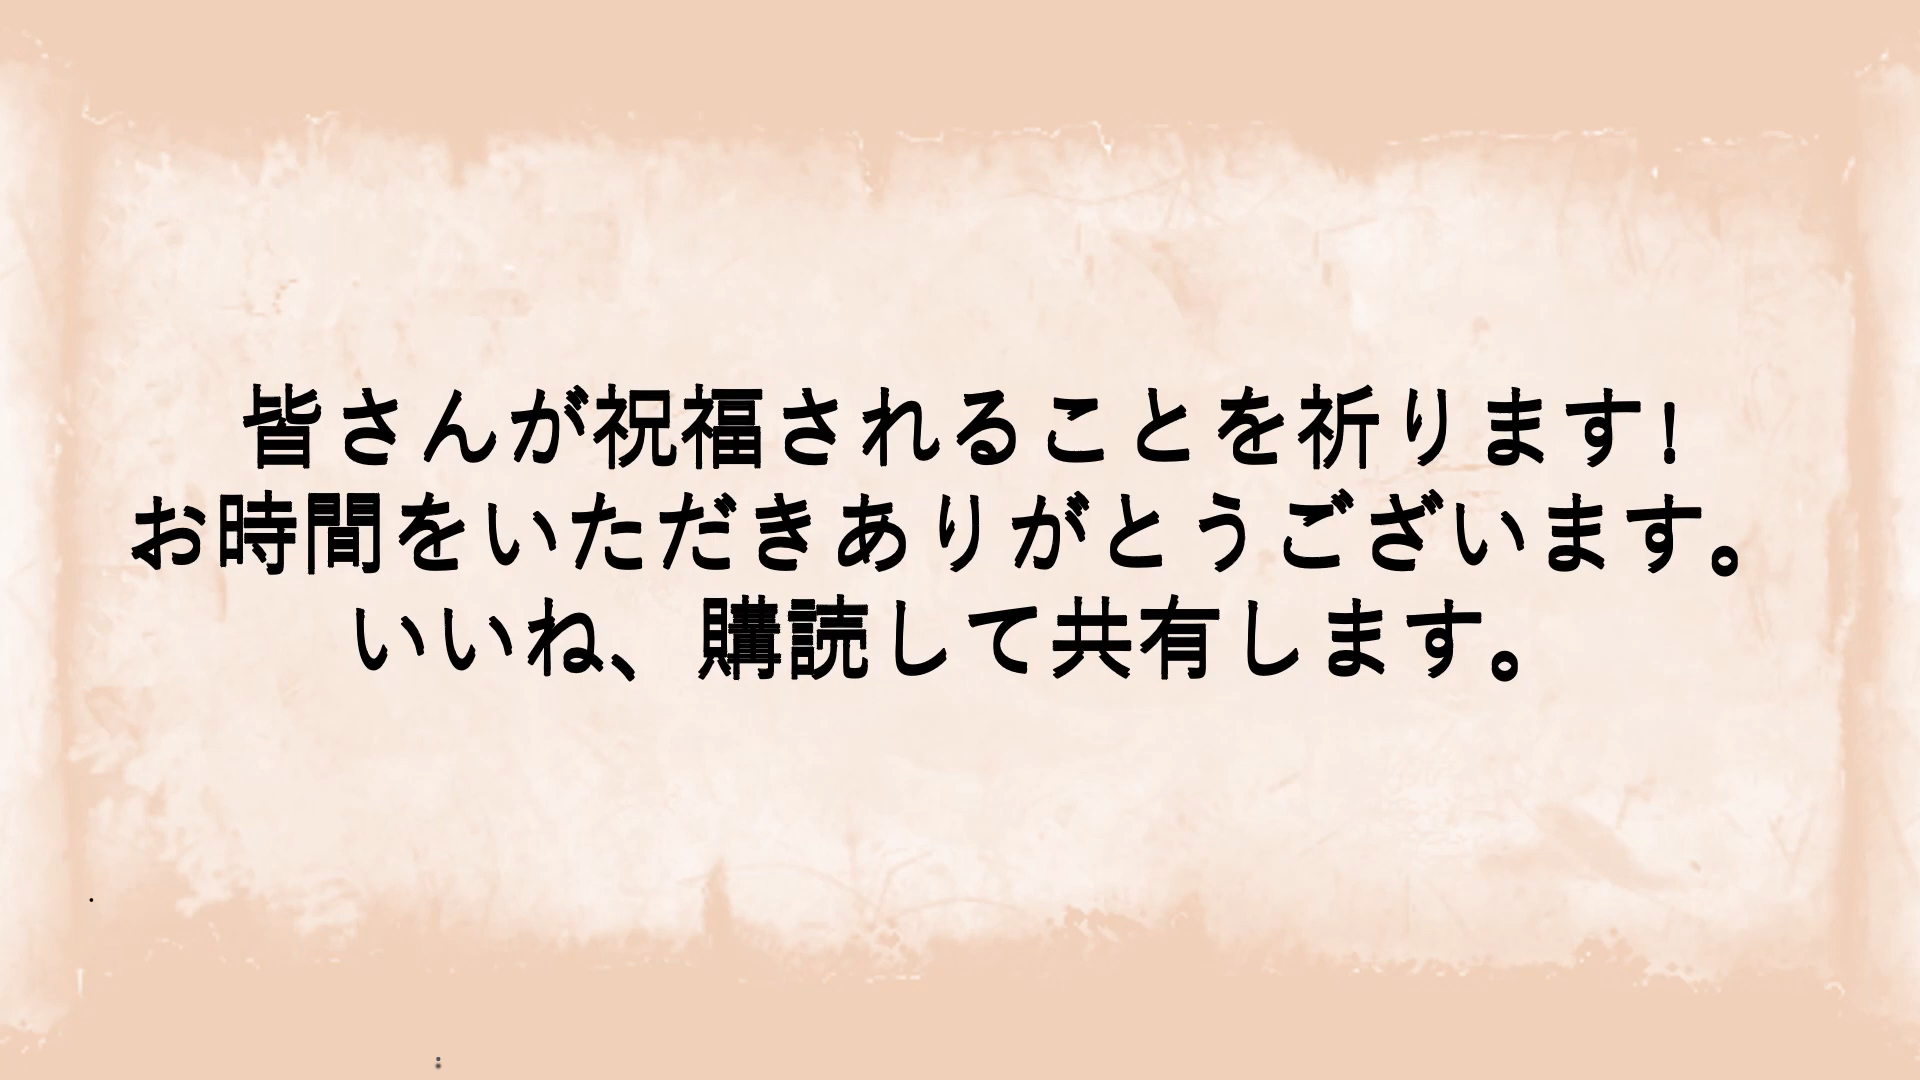 皆さんが祝福されることを祈ります!
お時間をいただきありがとうございます。
いいね、購読して共有します。